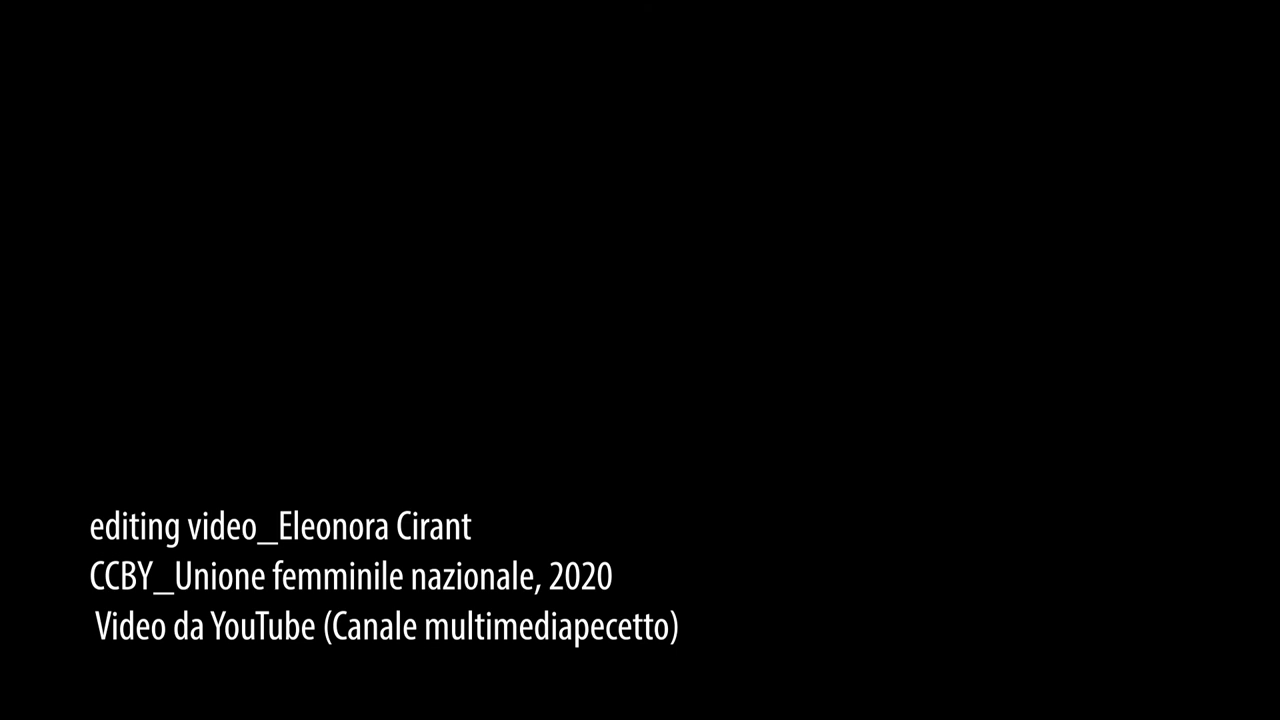 editing video_Eleonora Cirant
CCBY_Unione femminile nazionale, 2020
Video da YouTube (Canale multimediapecetto)